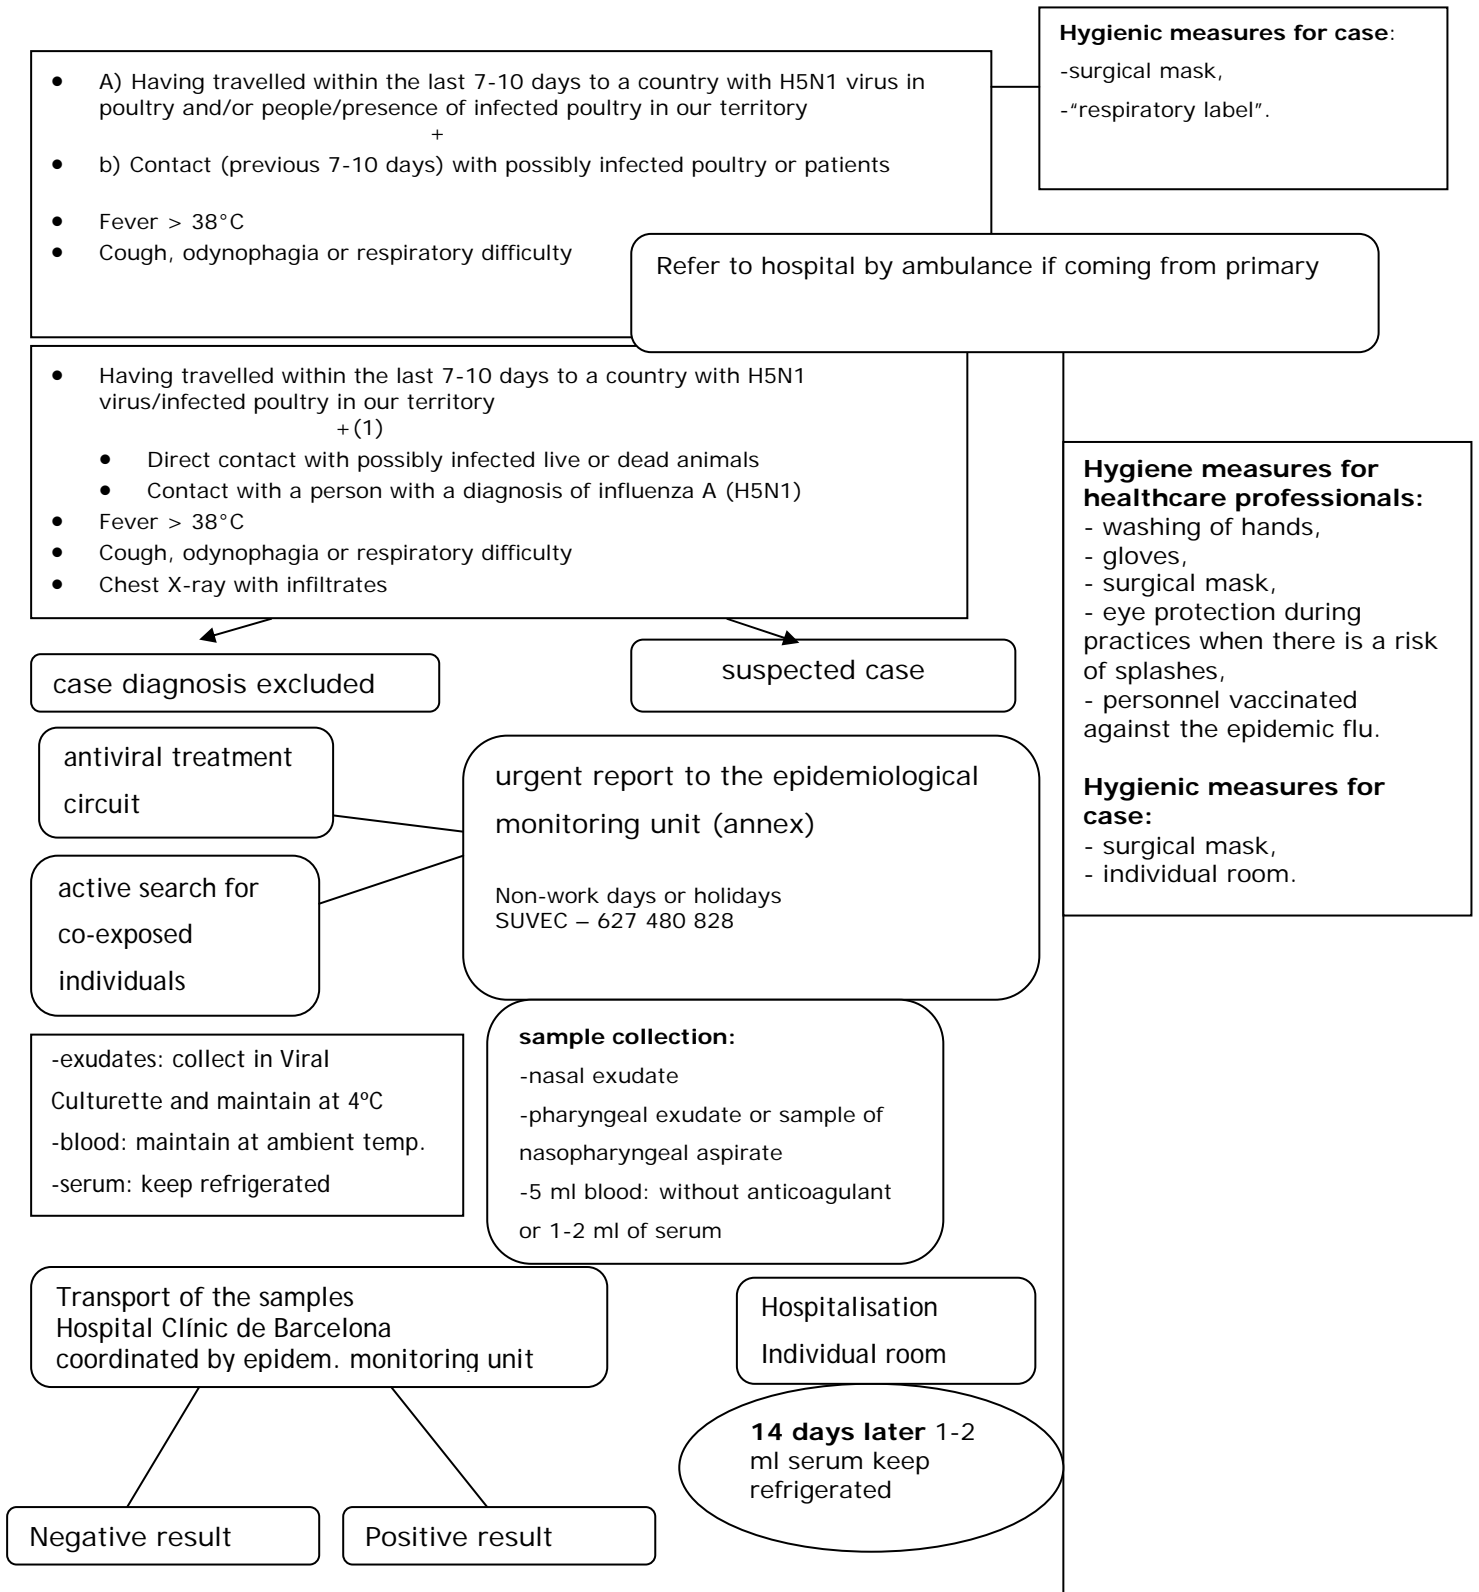 Hygienic measures for case:
-surgical mask,
-“respiratory label”.
• A) Having travelled within the last 7-10 days to a country with H5N1 virus in
poultry and/or people/presence of infected poultry in our territory
+
• b) Contact (previous 7-10 days) with possibly infected poultry or patients
• Fever > 38°C
• Cough, odynophagia or respiratory difficulty
Refer to hospital by ambulance if coming from primary
• Having travelled within the last 7-10 days to a country with H5N1
virus/infected poultry in our territory
+(1)
• Direct contact with possibly infected live or dead animals
• Contact with a person with a diagnosis of influenza A (H5N1)
• Fever > 38°C
• Cough, odynophagia or respiratory difficulty
• Chest X-ray with infiltrates
Hygiene measures for
healthcare professionals:
- washing of hands,
- gloves,
- surgical mask,
- eye protection during
practices when there is a risk
of splashes,
- personnel vaccinated
against the epidemic flu.
Hygienic measures for
case:
- surgical mask,
- individual room.
case diagnosis excluded
suspected case
antiviral treatment
circuit
urgent report to the epidemiological
monitoring unit (annex)
Non-work days or holidays
SUVEC – 627 480 828
active search for
co-exposed
individuals
-exudates: collect in Viral
Culturette and maintain at 4ºC
-blood: maintain at ambient temp.
-serum: keep refrigerated
sample collection:
-nasal exudate
-pharyngeal exudate or sample of
nasopharyngeal aspirate
-5 ml blood: without anticoagulant
or 1-2 ml of serum
Transport of the samples
Hospital Clínic de Barcelona
coordinated by epidem. monitoring unit
Hospitalisation
Individual room
14 days later 1-2
ml serum keep
refrigerated
Negative result
Positive result